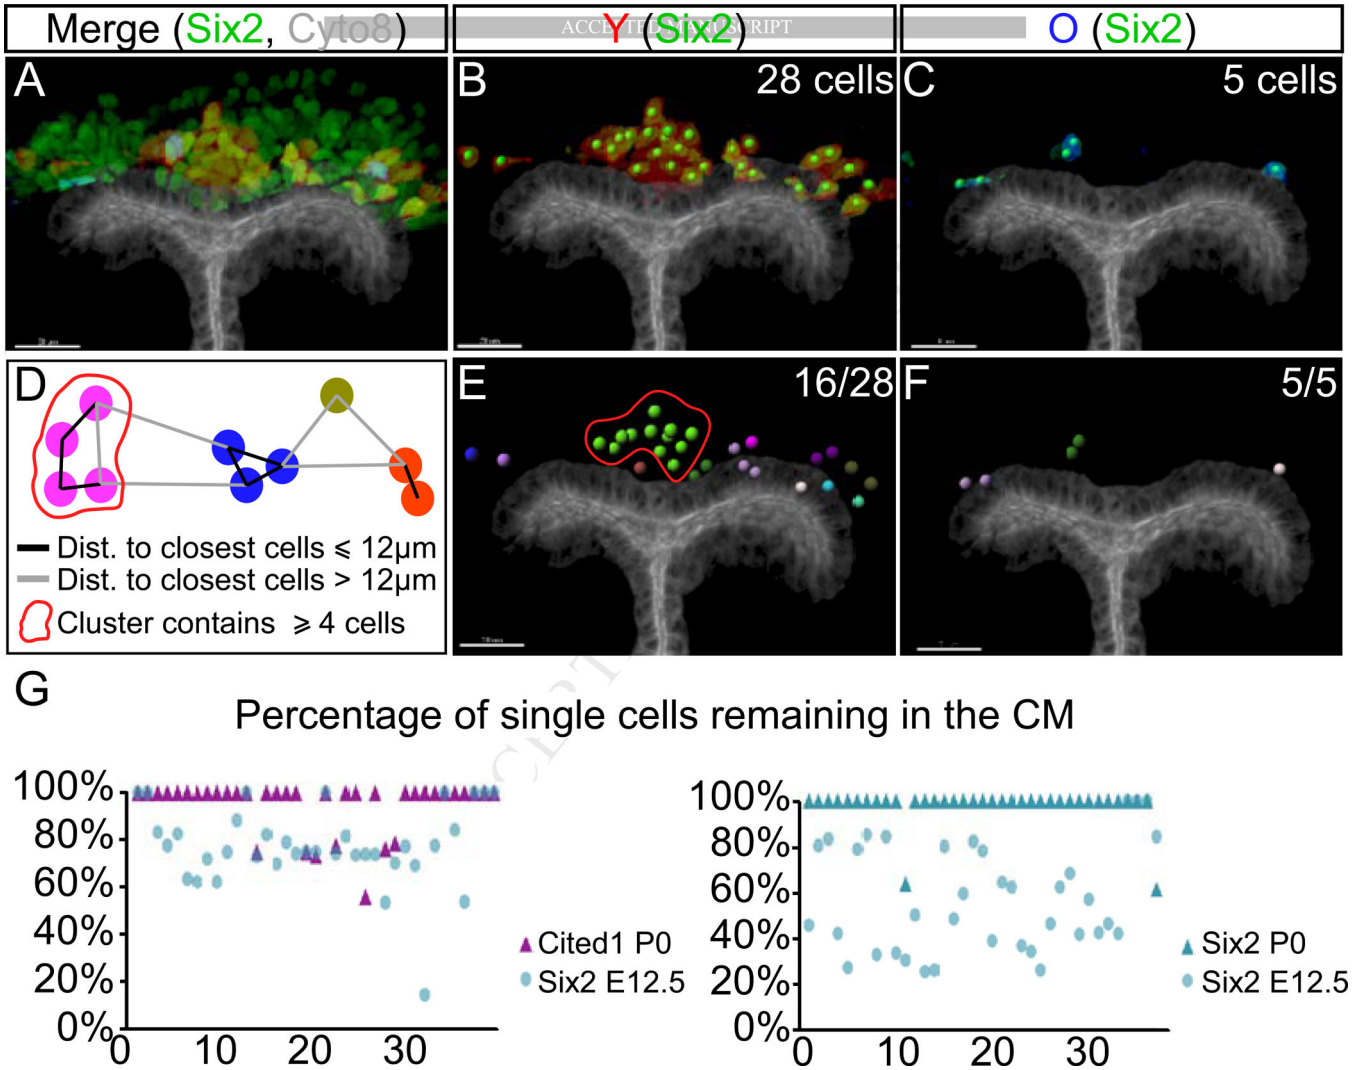 Merge (Six2, Cyto8)
ACCEPTED MANUSCRIPT
Y (Six2)
O (Six2)
A
B 28 cells
C 5 cells
D
Dist. to closest cells ⩽ 12μm
Dist. to closest cells > 12μm
Cluster contains ⩾ 4 cells
E 16/28
F 5/5
G
Percentage of single cells remaining in the CM
100%
80%
60%
40%
20%
0%
0 10 20 30
Cited1 P0
Six2 E12.5
100%
80%
60%
40%
20%
0%
0 10 20 30
Six2 P0
Six2 E12.5